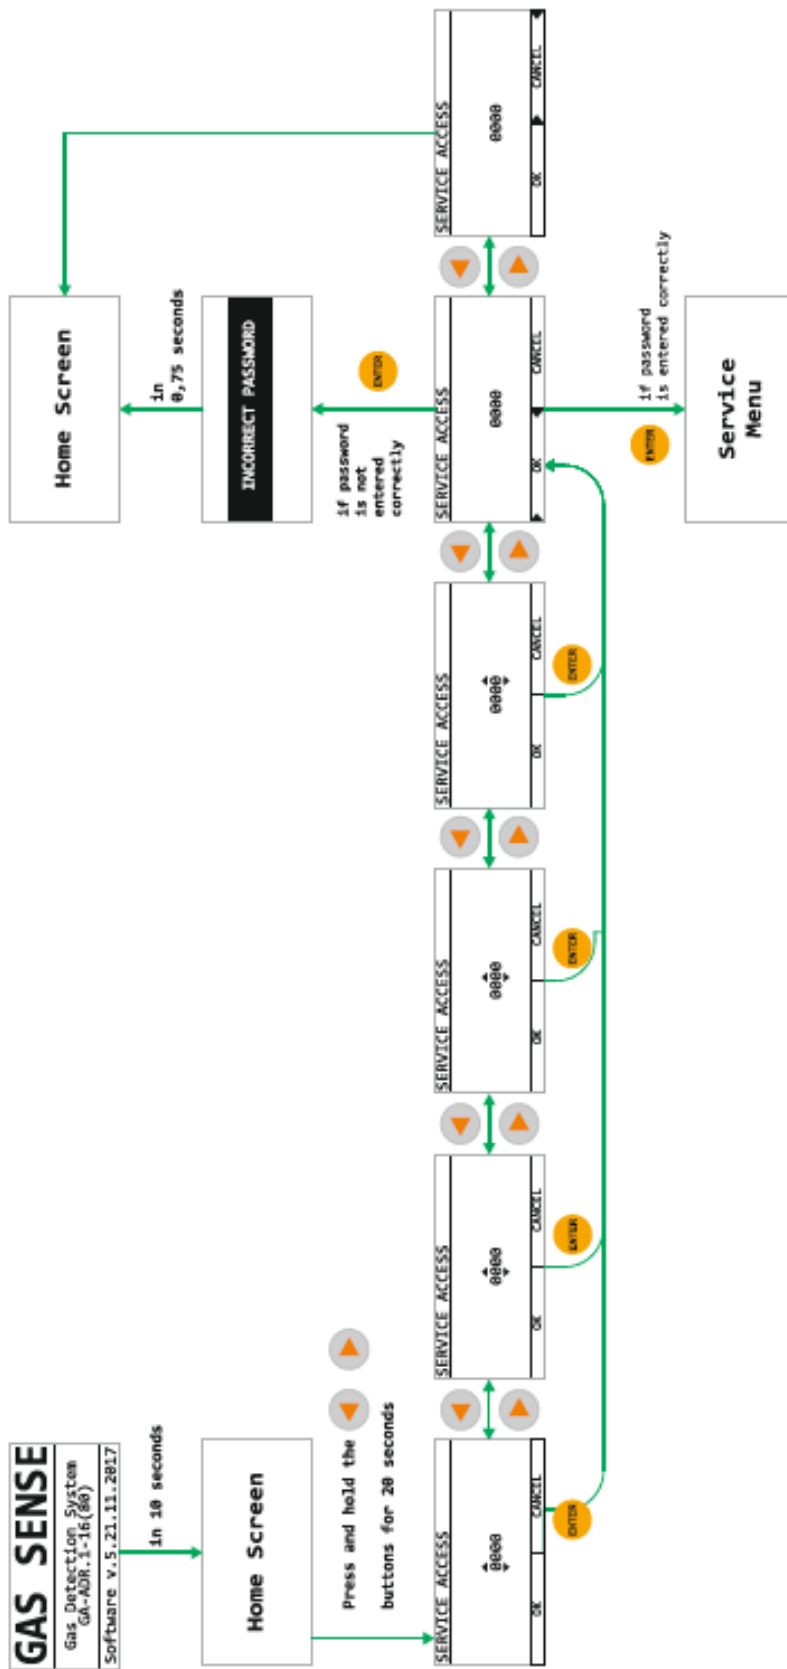 GAS SENSE
Gas Detection System
GA-ADR.1-16(80)
Software v.5.21.11.2017
in 10 seconds
Home Screen
Press and hold the
buttons for 20 seconds
SERVICE ACCESS
0000
OK CANCEL
ENTER
SERVICE ACCESS
0000
OK CANCEL
ENTER
SERVICE ACCESS
0000
OK CANCEL
ENTER
SERVICE ACCESS
0000
OK CANCEL
ENTER
SERVICE ACCESS
0000
OK CANCEL
if password
is not
entered
correctly
ENTER
INCORRECT PASSWORD
in
0,75 seconds
Home Screen
ENTER
if password
is entered correctly
Service
Menu
SERVICE ACCESS
0000
OK CANCEL